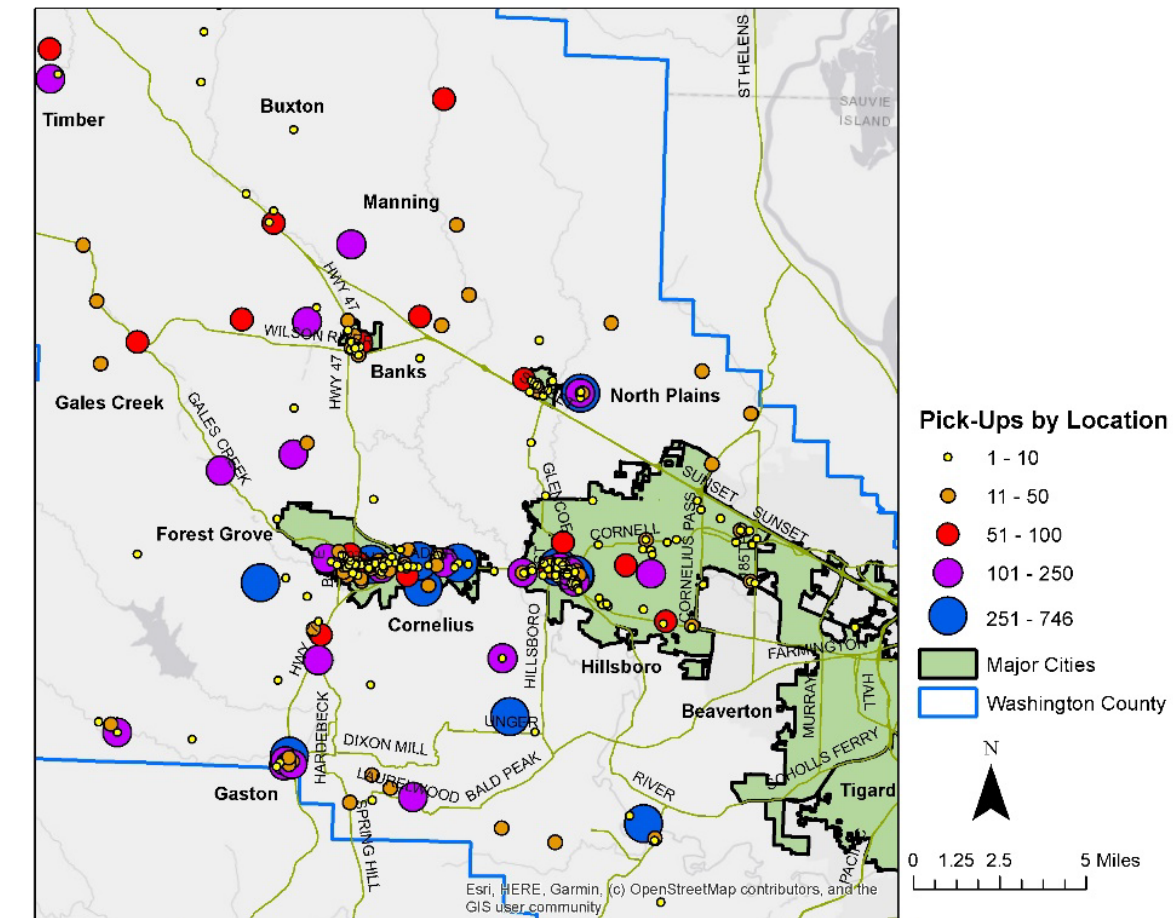 ST HELENS
SAUVIE
ISLAND
Timber
Buxton
Manning
HWY 47
WILSON R
Banks
HWY 47
Gales Creek
GALES CREEK
North Plains
GLENCOE
SUNSET
SUNSET
CORNELL
CORNELIUS PASS
185T
Forest Grove
Cornelius
HILLSBORO
Hillsboro
FARMINGTON
HALL
MURRAY
Beaverton
HWY
HARDEBECK
UNGER
DIXON MILL
LAURELWOOD
BALD PEAK
SCHOLLS FERRY
RIVER
Gaston
SPRING HILL
Tigard
PACIFIC
Esri, HERE, Garmin, (c) OpenStreetMap contributors, and the
GIS user community
Pick-Ups by Location
1 - 10
11 - 50
51 - 100
101 - 250
251 - 746
Major Cities
Washington County
N
0 1.25 2.5 5 Miles